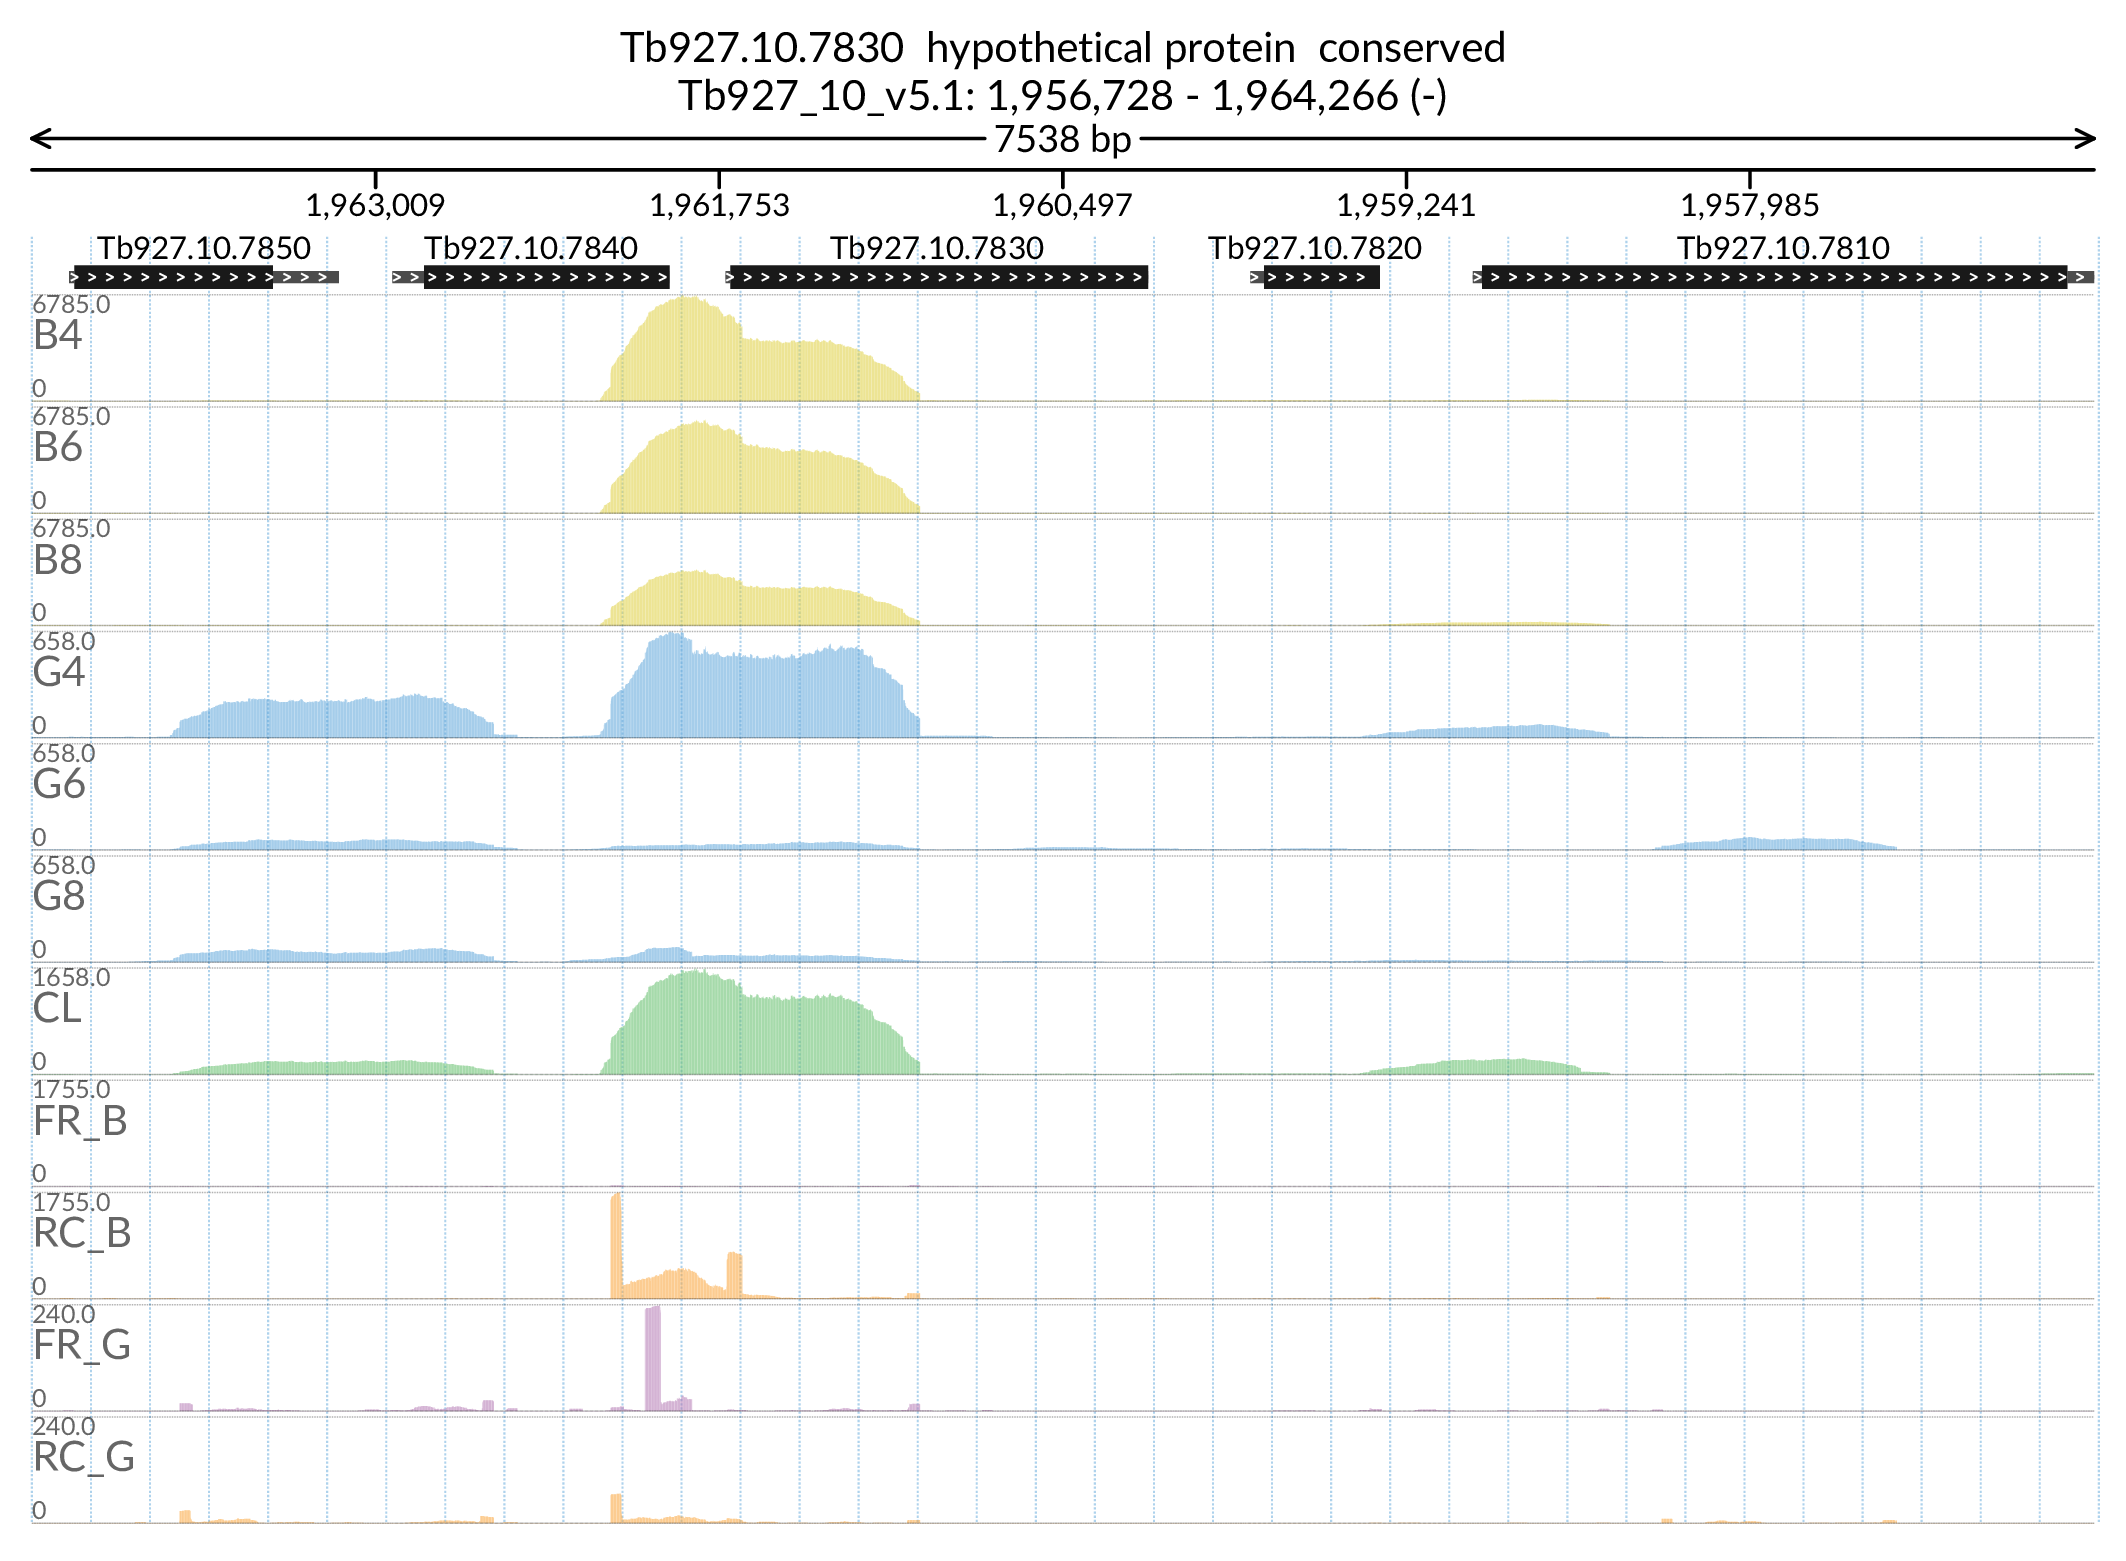 Tb927.10.7830  hypothetical protein  conserved
Tb927_10_v5.1: 1,956,728 - 1,964,266 (-)
7538 bp
1,963,009 1,961,753 1,960,497 1,959,241 1,957,985
Tb927.10.7850 Tb927.10.7840 Tb927.10.7830 Tb927.10.7820 Tb927.10.7810
6785.0
B4
0
6785.0
B6
0
6785.0
B8
0
658.0
G4
0
658.0
G6
0
658.0
G8
0
1658.0
CL
0
1755.0
FR_B
0
1755.0
RC_B
0
240.0
FR_G
0
240.0
RC_G
0